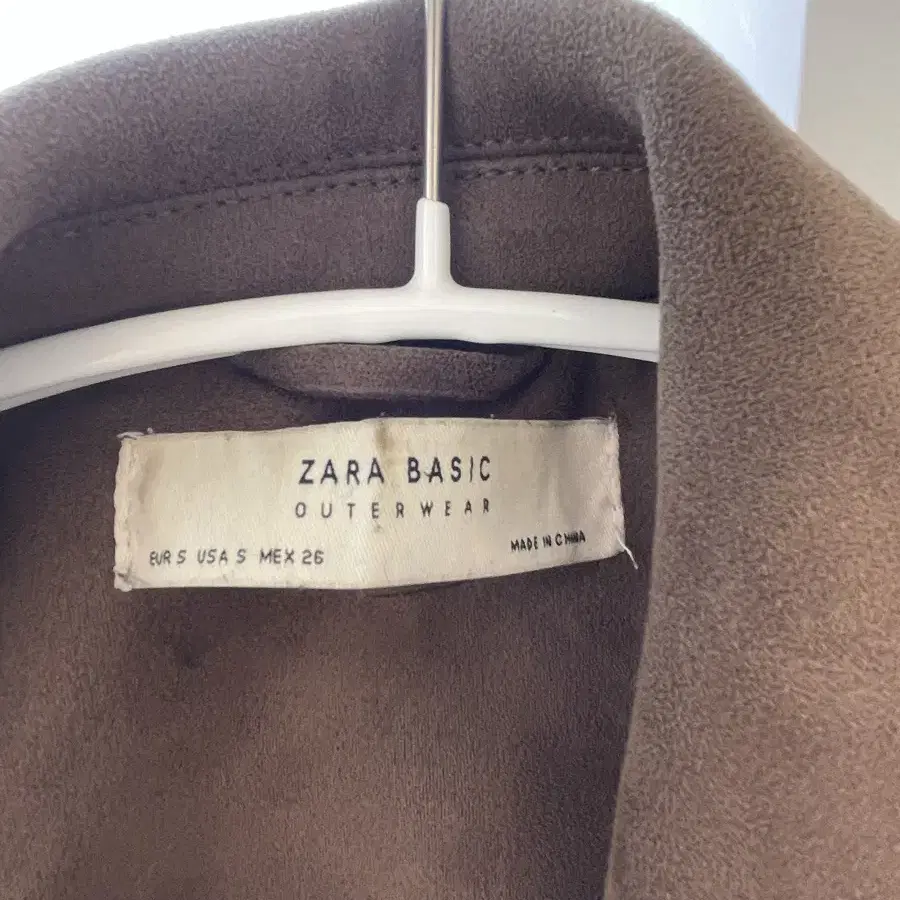 ZARA BASIC
OUTERWEAR
EUR S USA S MEX 26
MADE IN CHINA